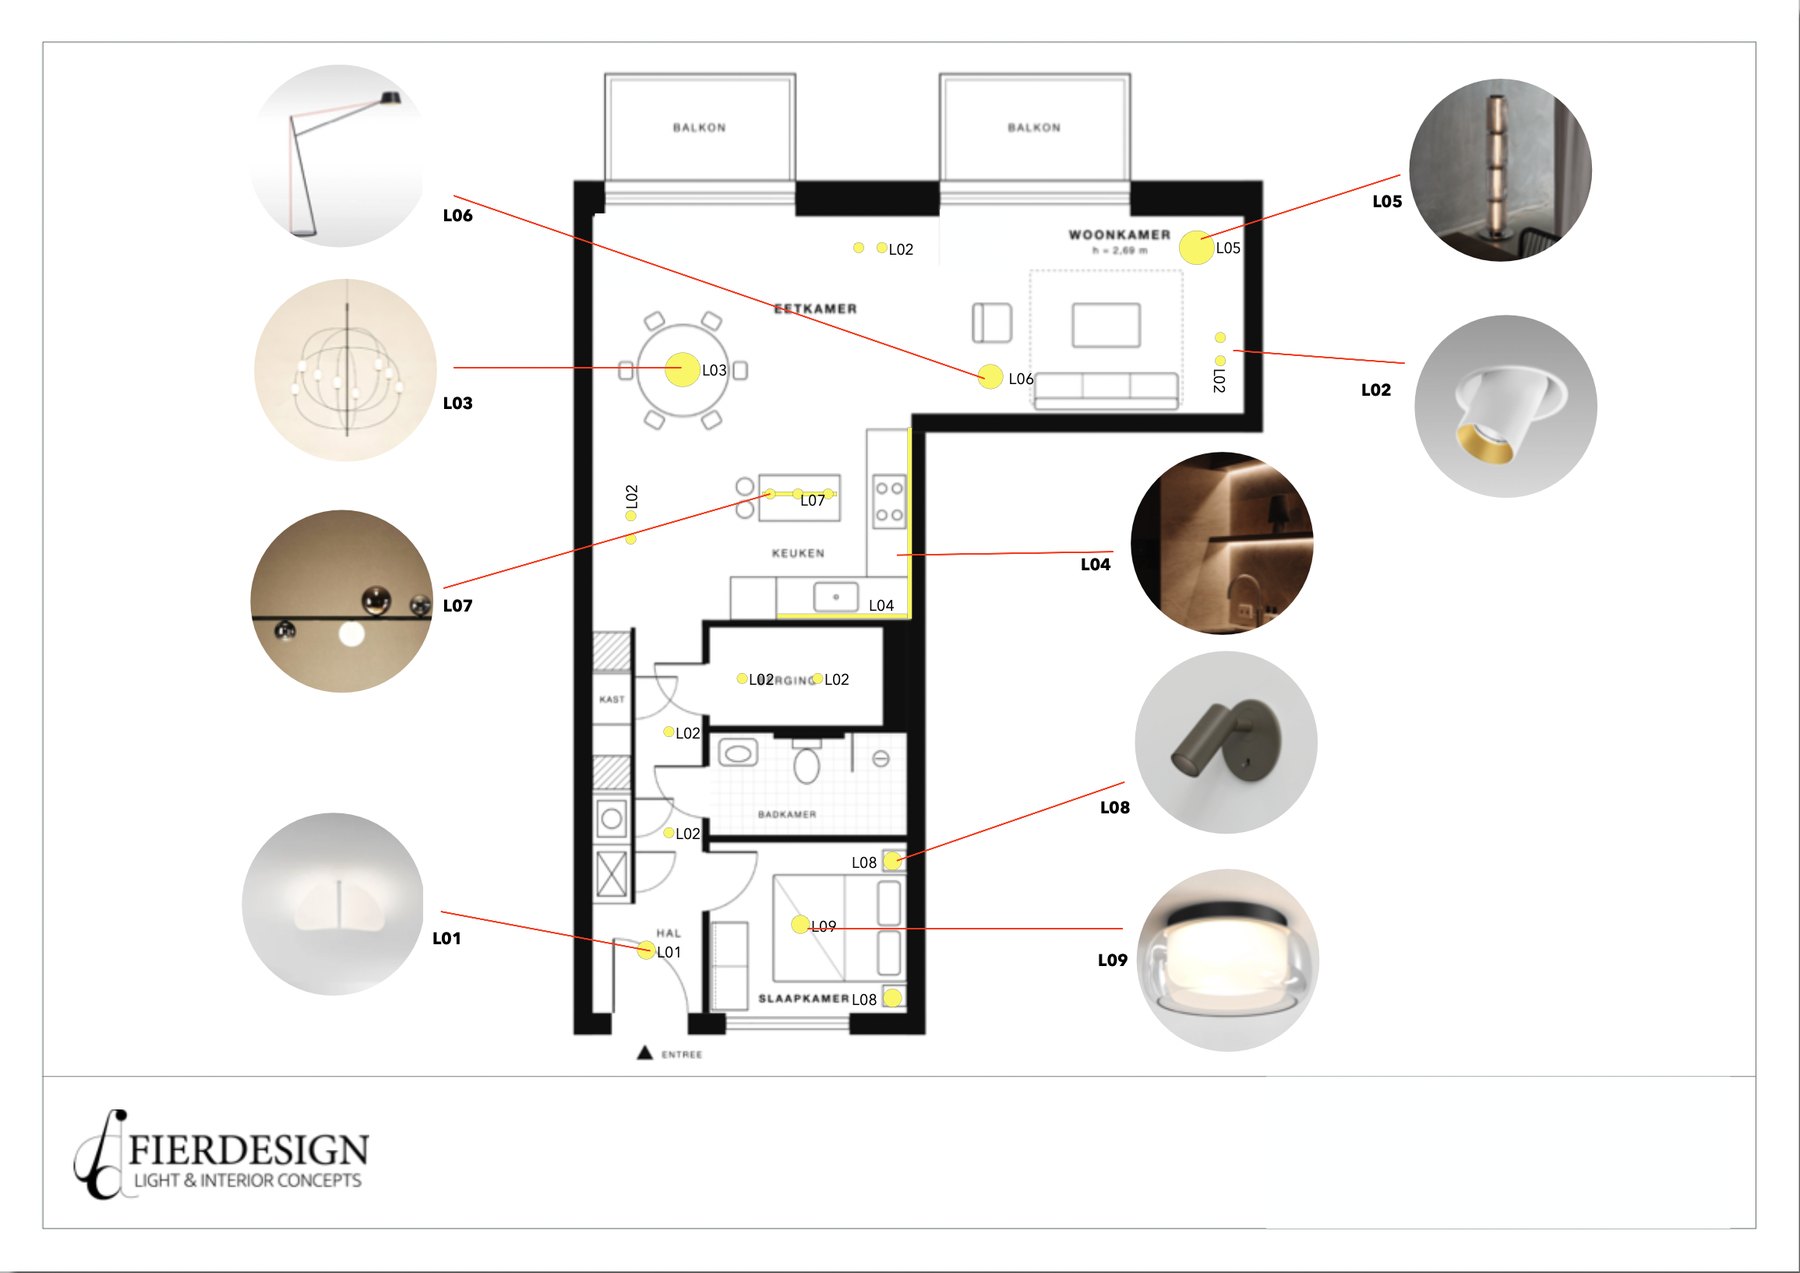 BALKON
BALKON
L05
L06
WOONKAMER
h = 2,69 m
L02
L05
EETKAMER
L03
L06
L02
L02
L03
L02
L07
KEUKEN
L04
L07
L04
KAST
L02
BERGING
L02
L02
L08
BADKAMER
L02
L08
L09
HAL
L01
L01
L09
SLAAPKAMER
L08
ENTREE
FIERDESIGN
LIGHT & INTERIOR CONCEPTS